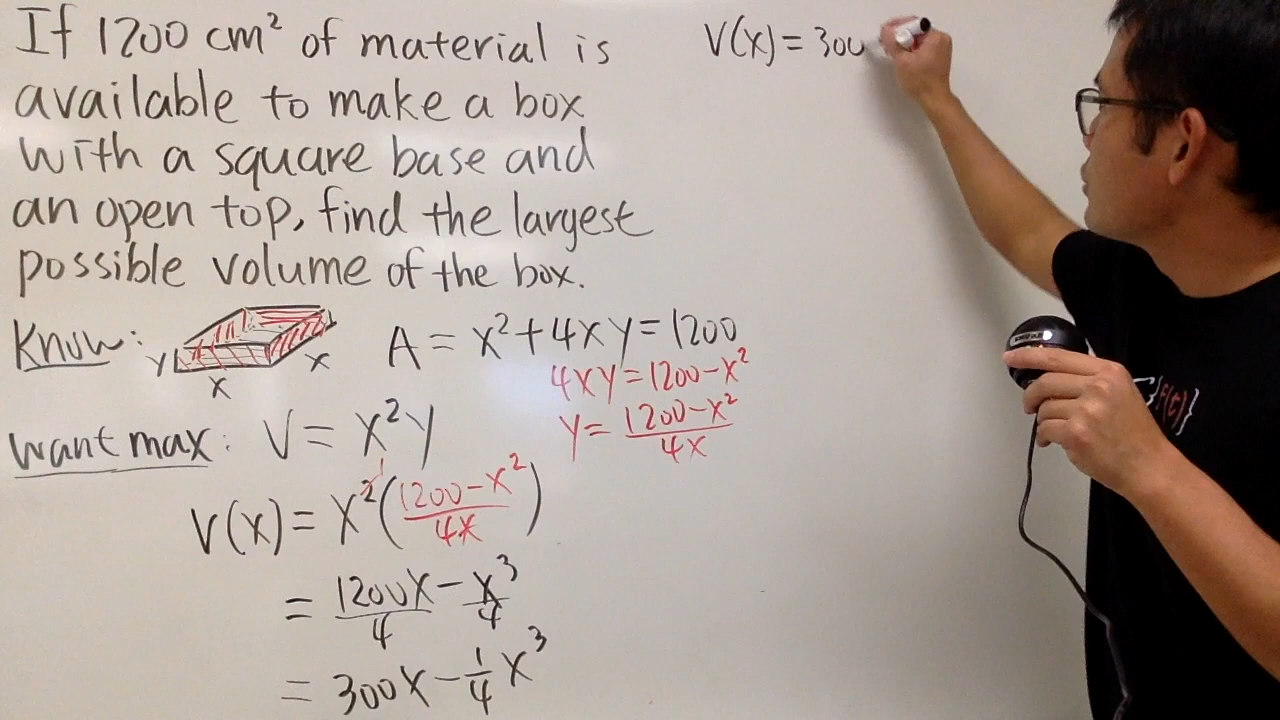 If 1200 cm² of material is
available to make a box
with a square base and
an open top, find the largest
possible volume of the box.
Know: y x x A = x² + 4xy = 1200
4xy = 1200 - x²
y = (1200 - x²)/(4x)
want max: V = x²y
V(x) = x²((1200 - x²)/(4x))
1
= 1200x/4 - x³/4
= 300x - 1/4 x³
V(x) = 300
{f(t)}